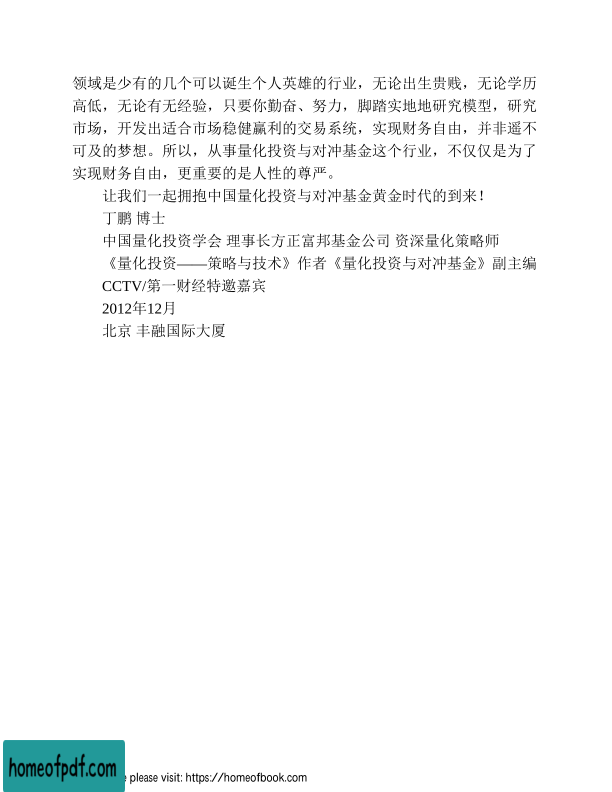 领域是少有的几个可以诞生个人英雄的行业，无论出生贵贱，无论学历
高低，无论有无经验，只要你勤奋、努力，脚踏实地地研究模型，研究
市场，开发出适合市场稳健赢利的交易系统，实现财务自由，并非遥不
可及的梦想。所以，从事量化投资与对冲基金这个行业，不仅仅是为了
实现财务自由，更重要的是人性的尊严。
让我们一起拥抱中国量化投资与对冲基金黄金时代的到来！
丁鹏 博士
中国量化投资学会 理事长方正富邦基金公司 资深量化策略师
《量化投资——策略与技术》作者《量化投资与对冲基金》副主编
CCTV/第一财经特邀嘉宾
2012年12月
北京 丰融国际大厦
homeofpdf.com
please visit: https://homeofbook.com